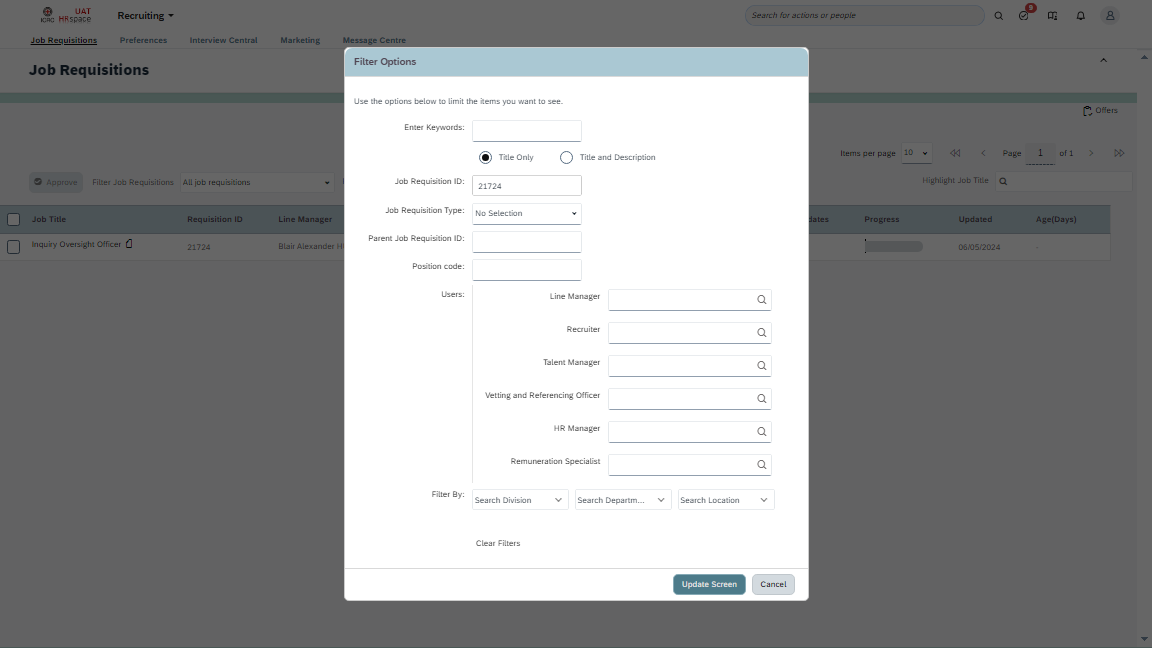 ICRC UAT HR space
Recruiting
Search for actions or people
9
Job Requisitions
Preferences
Interview Central
Marketing
Message Centre
Job Requisitions
Filter Options
Use the options below to limit the items you want to see.
Offers
Enter Keywords:
Title Only
Title and Description
Items per page 10
Page 1 of 1
Approve
Filter Job Requisitions
All job requisitions
Highlight Job Title
Job Requisition ID: 21724
Job Requisition Type: No Selection
Parent Job Requisition ID:
Position code:
Job Title
Requisition ID
Line Manager
dates
Progress
Updated
Age(Days)
Inquiry Oversight Officer
21724
Blair Alexander H
06/05/2024
-
Users:
Line Manager
Recruiter
Talent Manager
Vetting and Referencing Officer
HR Manager
Remuneration Specialist
Filter By:
Search Division
Search Departm...
Search Location
Clear Filters
Update Screen
Cancel